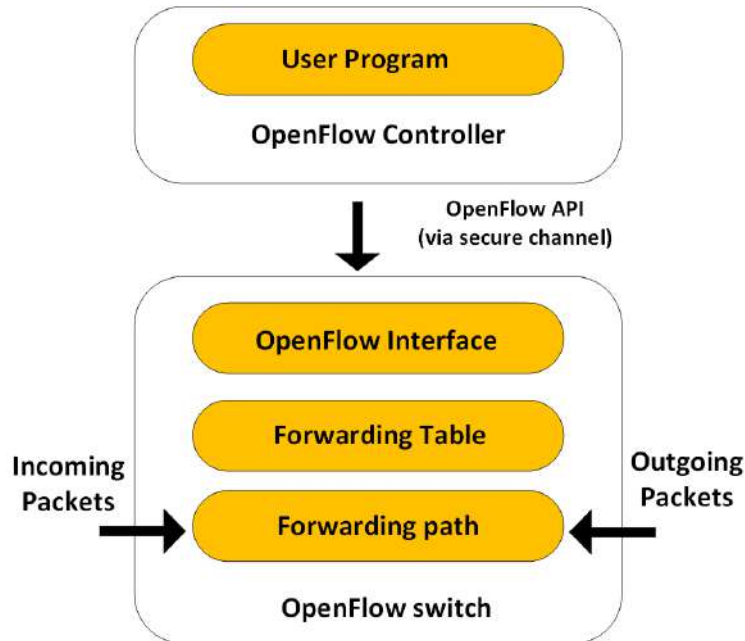 User Program
OpenFlow Controller
OpenFlow API
(via secure channel)
OpenFlow Interface
Forwarding Table
Incoming
Packets
Outgoing
Packets
Forwarding path
OpenFlow switch